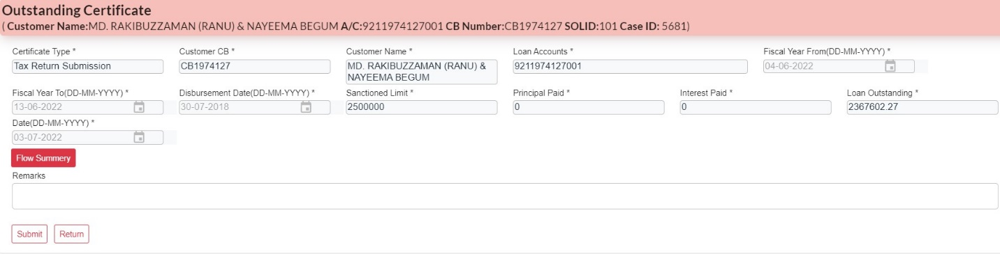 Outstanding Certificate
( Customer Name:MD. RAKIBUZZAMAN (RANU) & NAYEEMA BEGUM A/C:9211974127001 CB Number:CB1974127 SOLID:101 Case ID: 5681)
Certificate Type * Customer CB * Customer Name * Loan Accounts * Fiscal Year From(DD-MM-YYYY) *
Tax Return Submission CB1974127 MD. RAKIBUZZAMAN (RANU) & 9211974127001 04-06-2022
NAYEEMA BEGUM
Fiscal Year To(DD-MM-YYYY) * Disbursement Date(DD-MM-YYYY) * Sanctioned Limit * Principal Paid * Interest Paid * Loan Outstanding *
13-06-2022 30-07-2018 2500000 0 0 2367602.27
Date(DD-MM-YYYY) *
03-07-2022
Flow Summery
Remarks
Submit Return